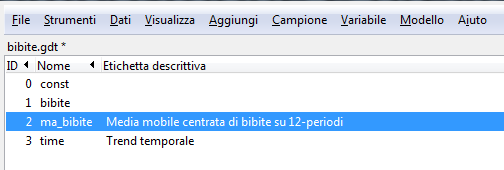 File Strumenti Dati Visualizza Aggiungi Campione Variabile Modello Aiuto
bibite.gdt *
ID Nome Etichetta descrittiva
0 const
1 bibite
2 ma_bibite Media mobile centrata di bibite su 12-periodi
3 time Trend temporale